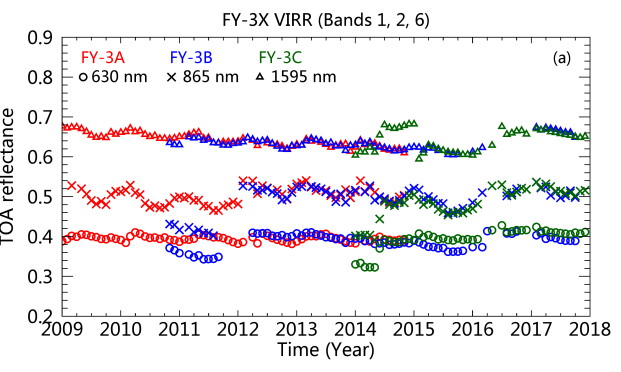 FY-3X VIRR (Bands 1, 2, 6)
0.9
0.8
0.7
0.6
0.5
0.4
0.3
0.2
TOA reflectance
FY-3A FY-3B FY-3C
630 nm 865 nm 1595 nm
(a)
2009 2010 2011 2012 2013 2014 2015 2016 2017 2018
Time (Year)